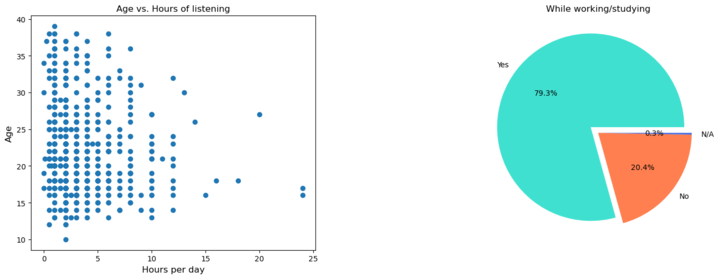 Age vs. Hours of listening
40
35
30
25
20
15
10
Age
0
5
10
15
20
25
Hours per day
While working/studying
Yes
79.3%
0.3%
N/A
20.4%
No